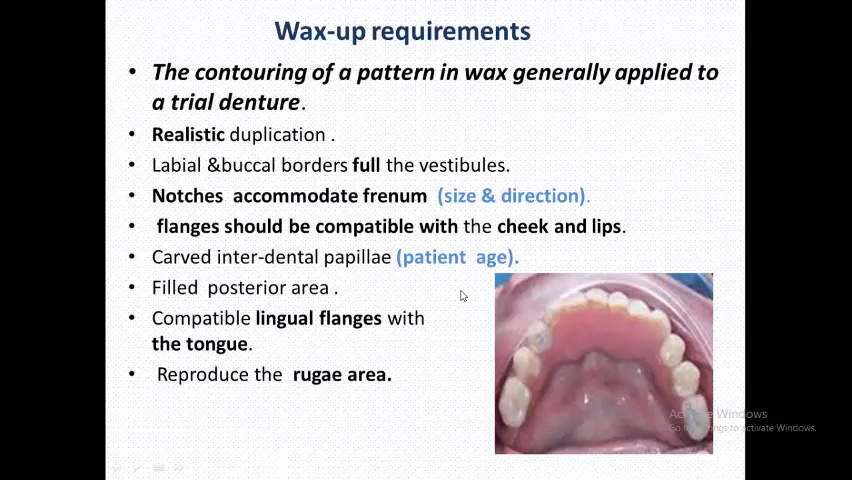 Wax-up requirements
• The contouring of a pattern in wax generally applied to
a trial denture.
• Realistic duplication .
• Labial &buccal borders full the vestibules.
• Notches accommodate frenum (size & direction).
• flanges should be compatible with the cheek and lips.
• Carved inter-dental papillae (patient age).
• Filled posterior area .
• Compatible lingual flanges with
the tongue.
• Reproduce the rugae area.
Windows
to activate Windows.